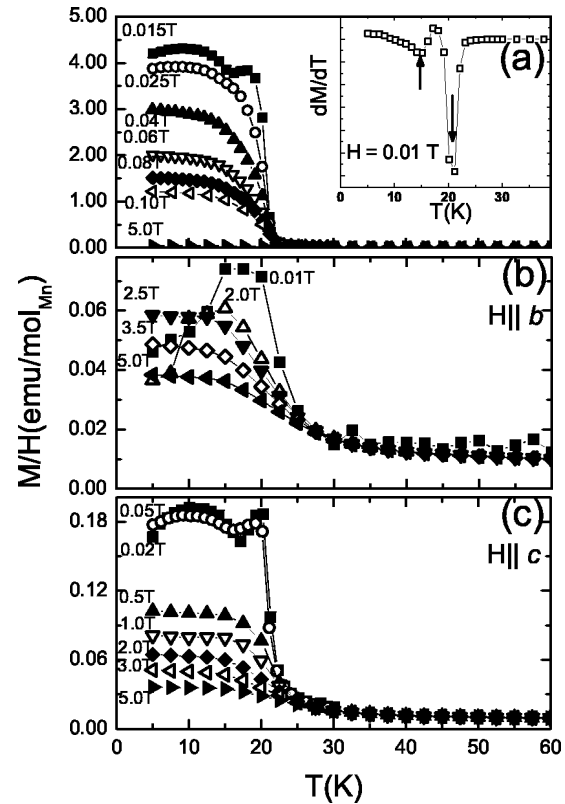 5.00
4.00
3.00
2.00
1.00
0.00
0.015T
0.025T
0.04T
0.06T
0.08T
0.10T
5.0T
(a)
dM/dT
H = 0.01 T
0 10 20 30
T(K)
M/H(emu/mol_Mn)
0.06
0.04
0.02
0.00
2.5T
3.5T
5.0T
2.0T
0.01T
(b)
H|| b
0.18
0.12
0.06
0.00
0.05T
0.02T
0.5T
1.0T
2.0T
3.0T
5.0T
(c)
H|| c
0 10 20 30 40 50 60
T(K)